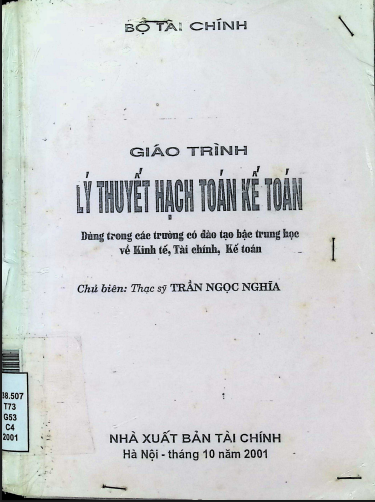 BỘ TÀI CHÍNH
GIÁO TRÌNH
LÝ THUYẾT HẠCH TOÁN KẾ TOÁN
Dùng trong các trường có đào tạo bậc trung học
về Kinh tế, Tài chính, Kế toán
Chủ biên: Thạc sỹ TRẦN NGỌC NGHĨA
38.507
T73
G53
C4
2001
NHÀ XUẤT BẢN TÀI CHÍNH
Hà Nội - tháng 10 năm 2001